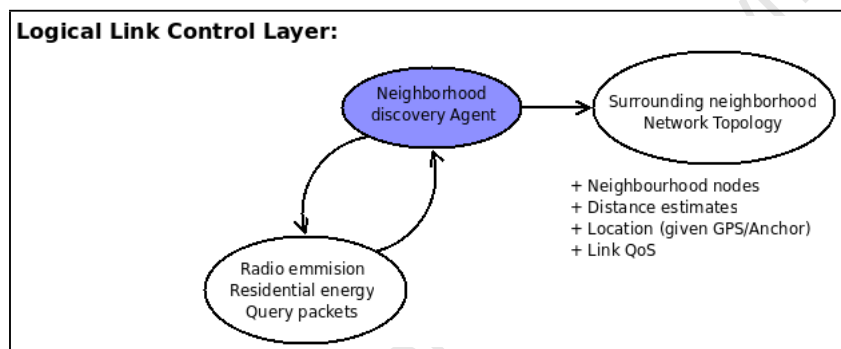 Logical Link Control Layer:
Neighborhood
discovery Agent
Surrounding neighborhood
Network Topology
+ Neighbourhood nodes
+ Distance estimates
+ Location (given GPS/Anchor)
+ Link QoS
Radio emmision
Residential energy
Query packets